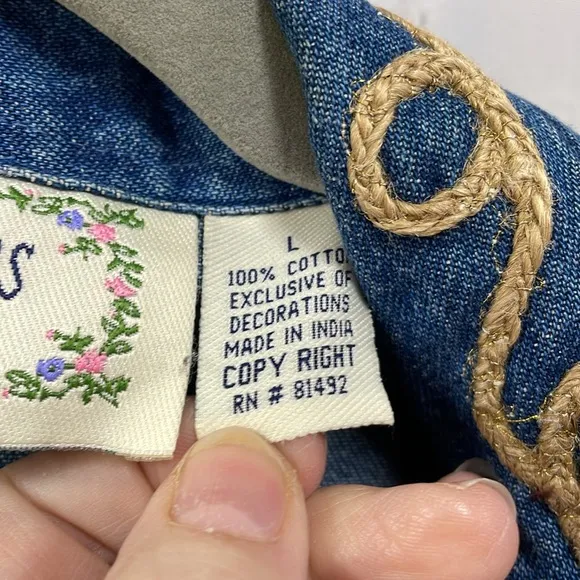 L
100% COTTO
EXCLUSIVE OF
DECORATIONS
MADE IN INDIA
COPY RIGHT
RN # 81492